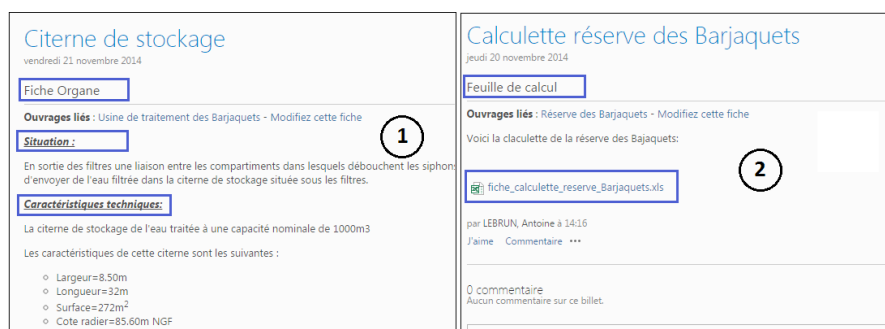 Citerne de stockage
vendredi 21 novembre 2014
Fiche Organe
Ouvrages liés : Usine de traitement des Barjaquets - Modifiez cette fiche
1
Situation :
En sortie des filtres une liaison entre les compartiments dans lesquels débouchent les siphons
d'envoyer de l'eau filtrée dans la citerne de stockage située sous les filtres.
Caractéristiques techniques:
La citerne de stockage de l'eau traitée à une capacité nominale de 1000m3
Les caractéristiques de cette citerne sont les suivantes :
Largeur=8.50m
Longueur=32m
Surface=272m²
Cote radier=85.60m NGF
Calculette réserve des Barjaquets
jeudi 20 novembre 2014
Feuille de calcul
Ouvrages liés : Réserve des Barjaquets - Modifiez cette fiche
Voici la claculette de la réserve des Bajaquets:
2
fiche_calculette_reserve_Barjaquets.xls
par LEBRUN, Antoine à 14:16
J'aime Commentaire •••
0 commentaire
Aucun commentaire sur ce billet.